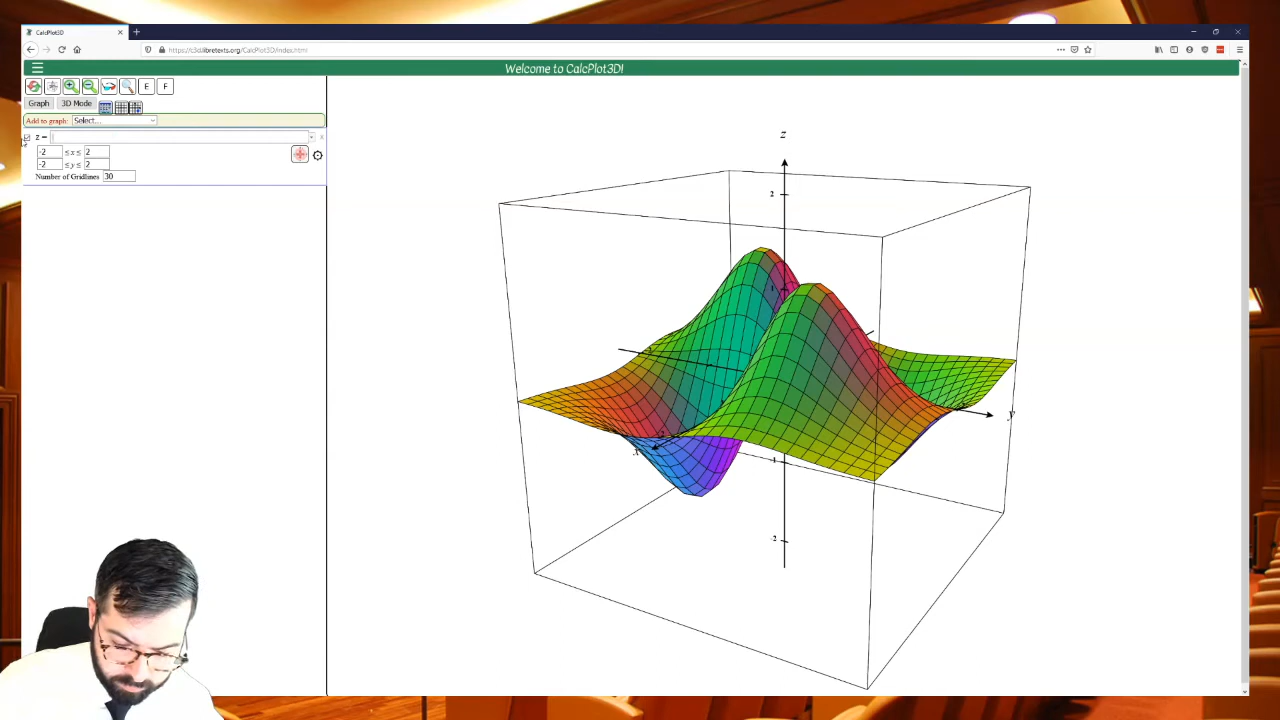 CalcPlot3D
https://c3d.libretexts.org/CalcPlot3D/index.html
Welcome to CalcPlot3D!
E F
Graph 3D Mode
Add to graph: Select...
z = x
-2 ≤ x ≤ 2
-2 ≤ y ≤ 2
Number of Gridlines 30
z
2
1
y
x
-1
-2